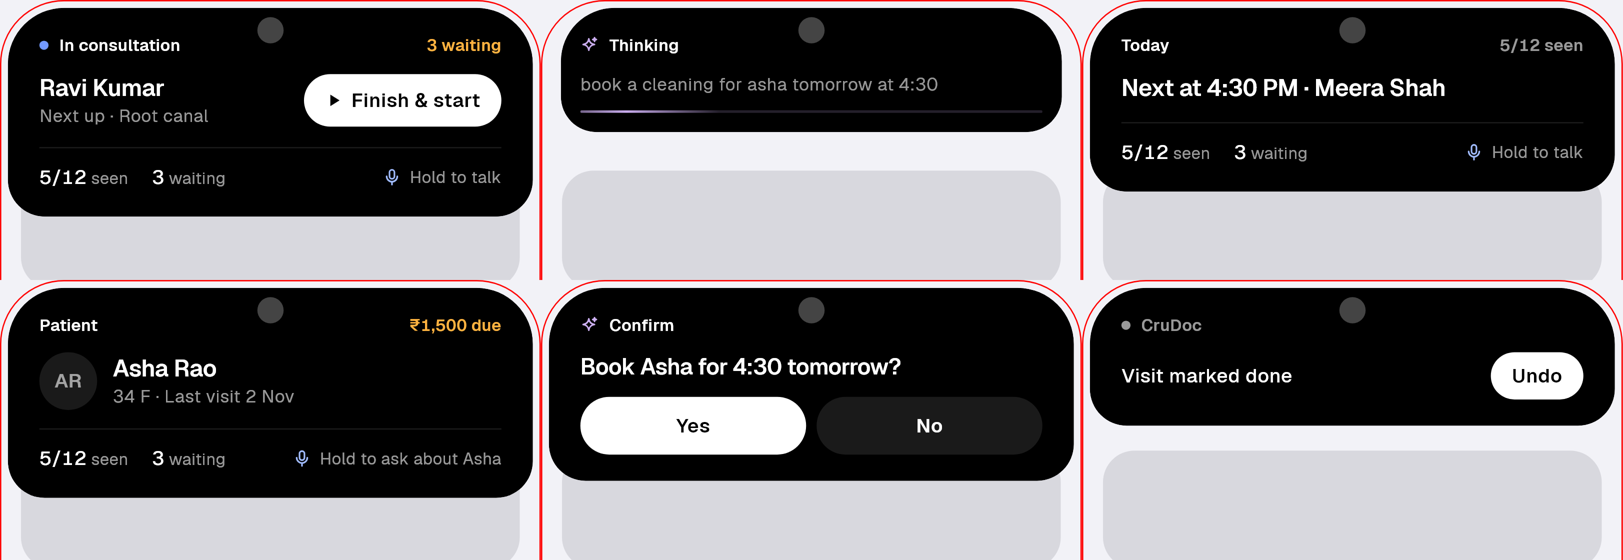 In consultation
3 waiting
Ravi Kumar
Next up · Root canal
Finish & start
5/12 seen
3 waiting
Hold to talk
Thinking
book a cleaning for asha tomorrow at 4:30
Today
5/12 seen
Next at 4:30 PM · Meera Shah
5/12 seen
3 waiting
Hold to talk
Patient
₹1,500 due
AR
Asha Rao
34 F · Last visit 2 Nov
5/12 seen
3 waiting
Hold to ask about Asha
Confirm
Book Asha for 4:30 tomorrow?
Yes
No
CruDoc
Visit marked done
Undo